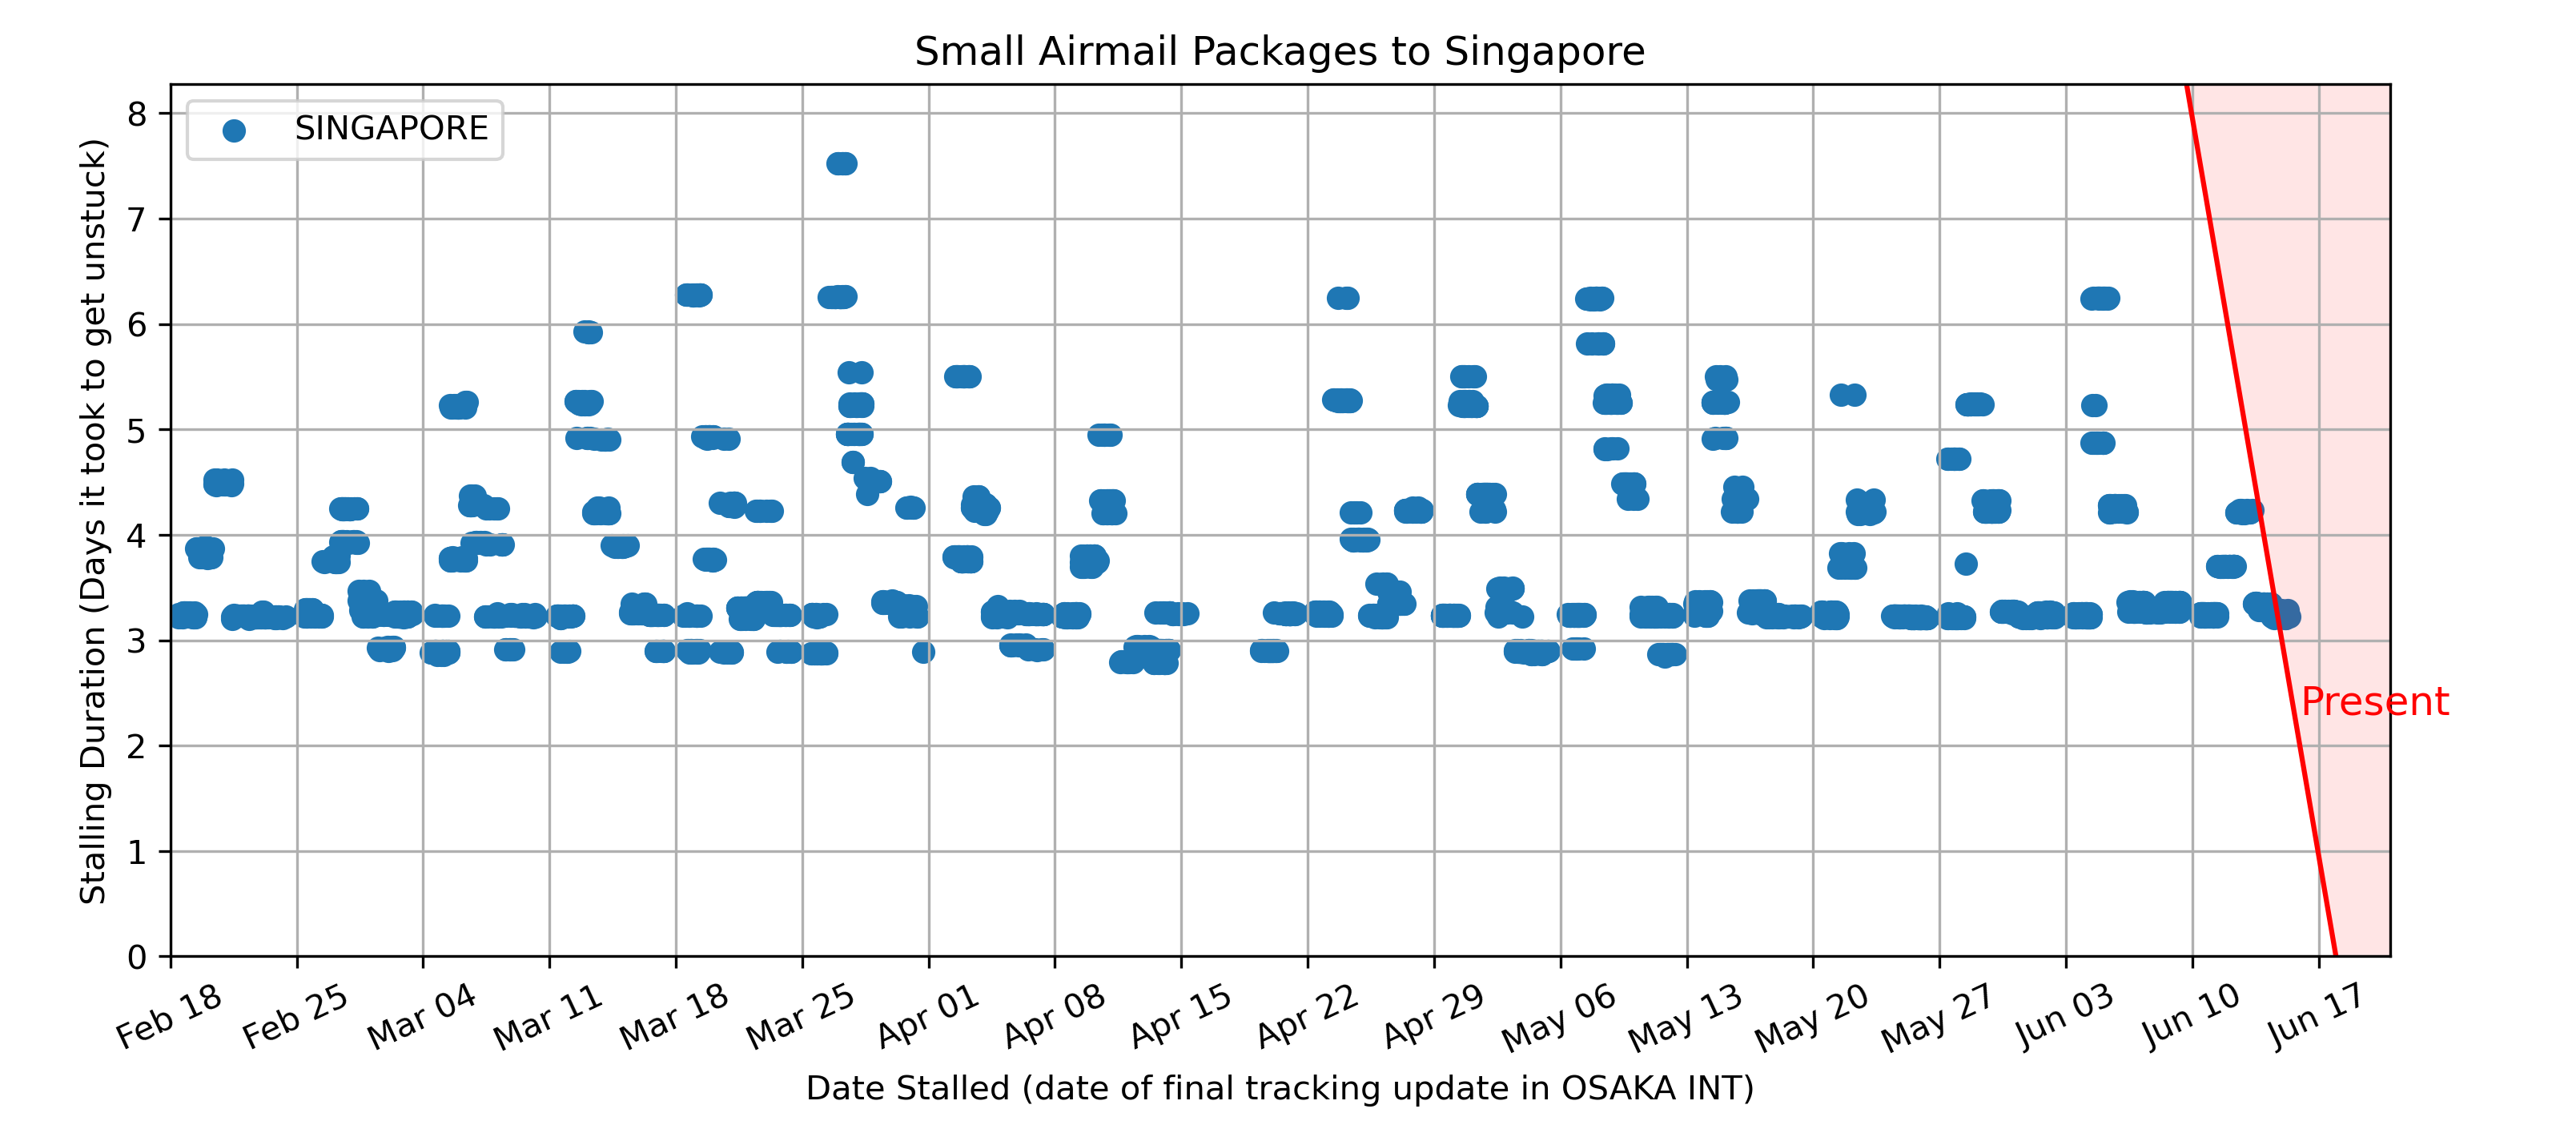 Small Airmail Packages to Singapore
SINGAPORE
Stalling Duration (Days it took to get unstuck)
8
7
6
5
4
3
2
1
0
Present
Feb 18
Feb 25
Mar 04
Mar 11
Mar 18
Mar 25
Apr 01
Apr 08
Apr 15
Apr 22
Apr 29
May 06
May 13
May 20
May 27
Jun 03
Jun 10
Jun 17
Date Stalled (date of final tracking update in OSAKA INT)